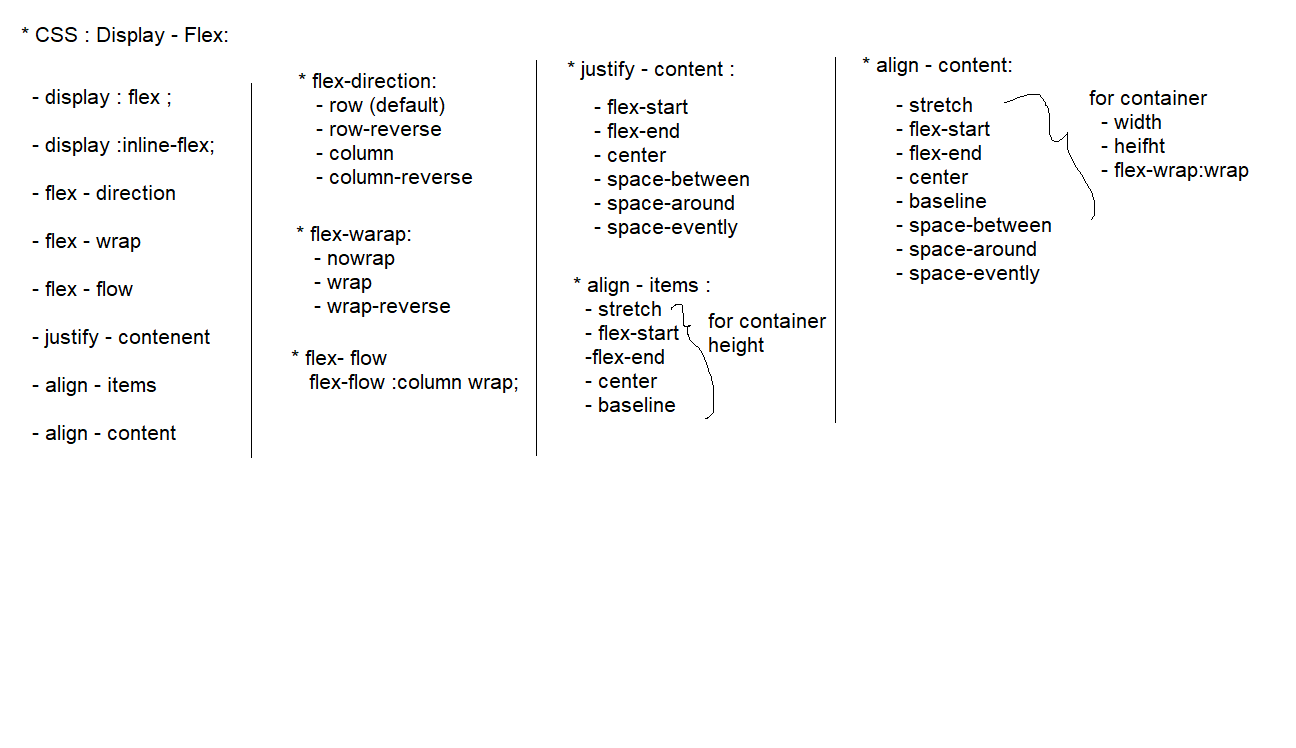 * CSS : Display - Flex:
- display : flex ;
- display :inline-flex;
- flex - direction
- flex - wrap
- flex - flow
- justify - contenent
- align - items
- align - content
* flex-direction:
- row (default)
- row-reverse
- column
- column-reverse
* flex-warap:
- nowrap
- wrap
- wrap-reverse
* flex- flow
flex-flow :column wrap;
* justify - content :
- flex-start
- flex-end
- center
- space-between
- space-around
- space-evently
* align - items :
- stretch
- flex-start
-flex-end
- center
- baseline
for container
height
* align - content:
- stretch
- flex-start
- flex-end
- center
- baseline
- space-between
- space-around
- space-evently
for container
- width
- heifht
- flex-wrap:wrap